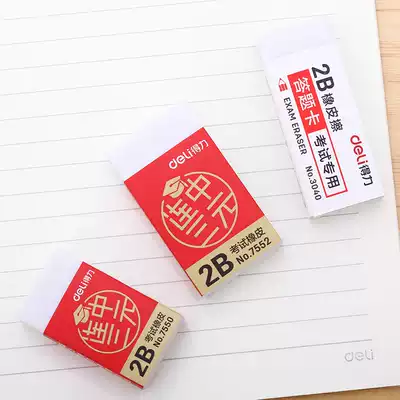 deli得力
2B橡皮擦
答题卡 考试专用
EXAM ERASER No.3040
deli得力
连中三元
2B 考试橡皮
No.7552
deli得力
连中三元
2B 考试橡皮
No.7550
deli